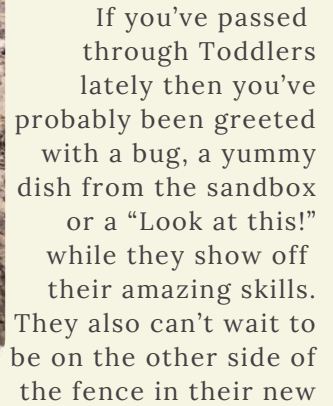 If you’ve passed
through Toddlers
lately then you’ve
probably been greeted
with a bug, a yummy
dish from the sandbox
or a “Look at this!”
while they show off
their amazing skills.
They also can’t wait to
be on the other side of
the fence in their new